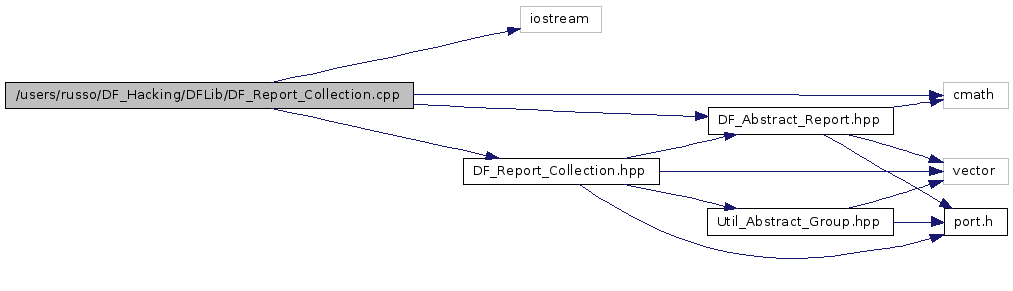 iostream
/users/russo/DF_Hacking/DFLib/DF_Report_Collection.cpp
cmath
DF_Abstract_Report.hpp
DF_Report_Collection.hpp
vector
Util_Abstract_Group.hpp
port.h